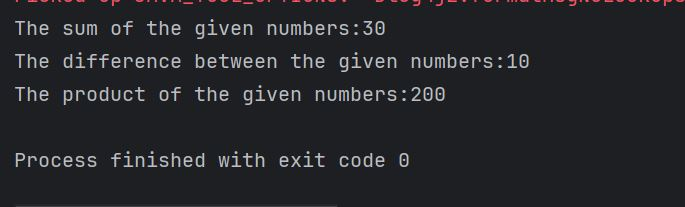 The sum of the given numbers:30
The difference between the given numbers:10
The product of the given numbers:200
Process finished with exit code 0